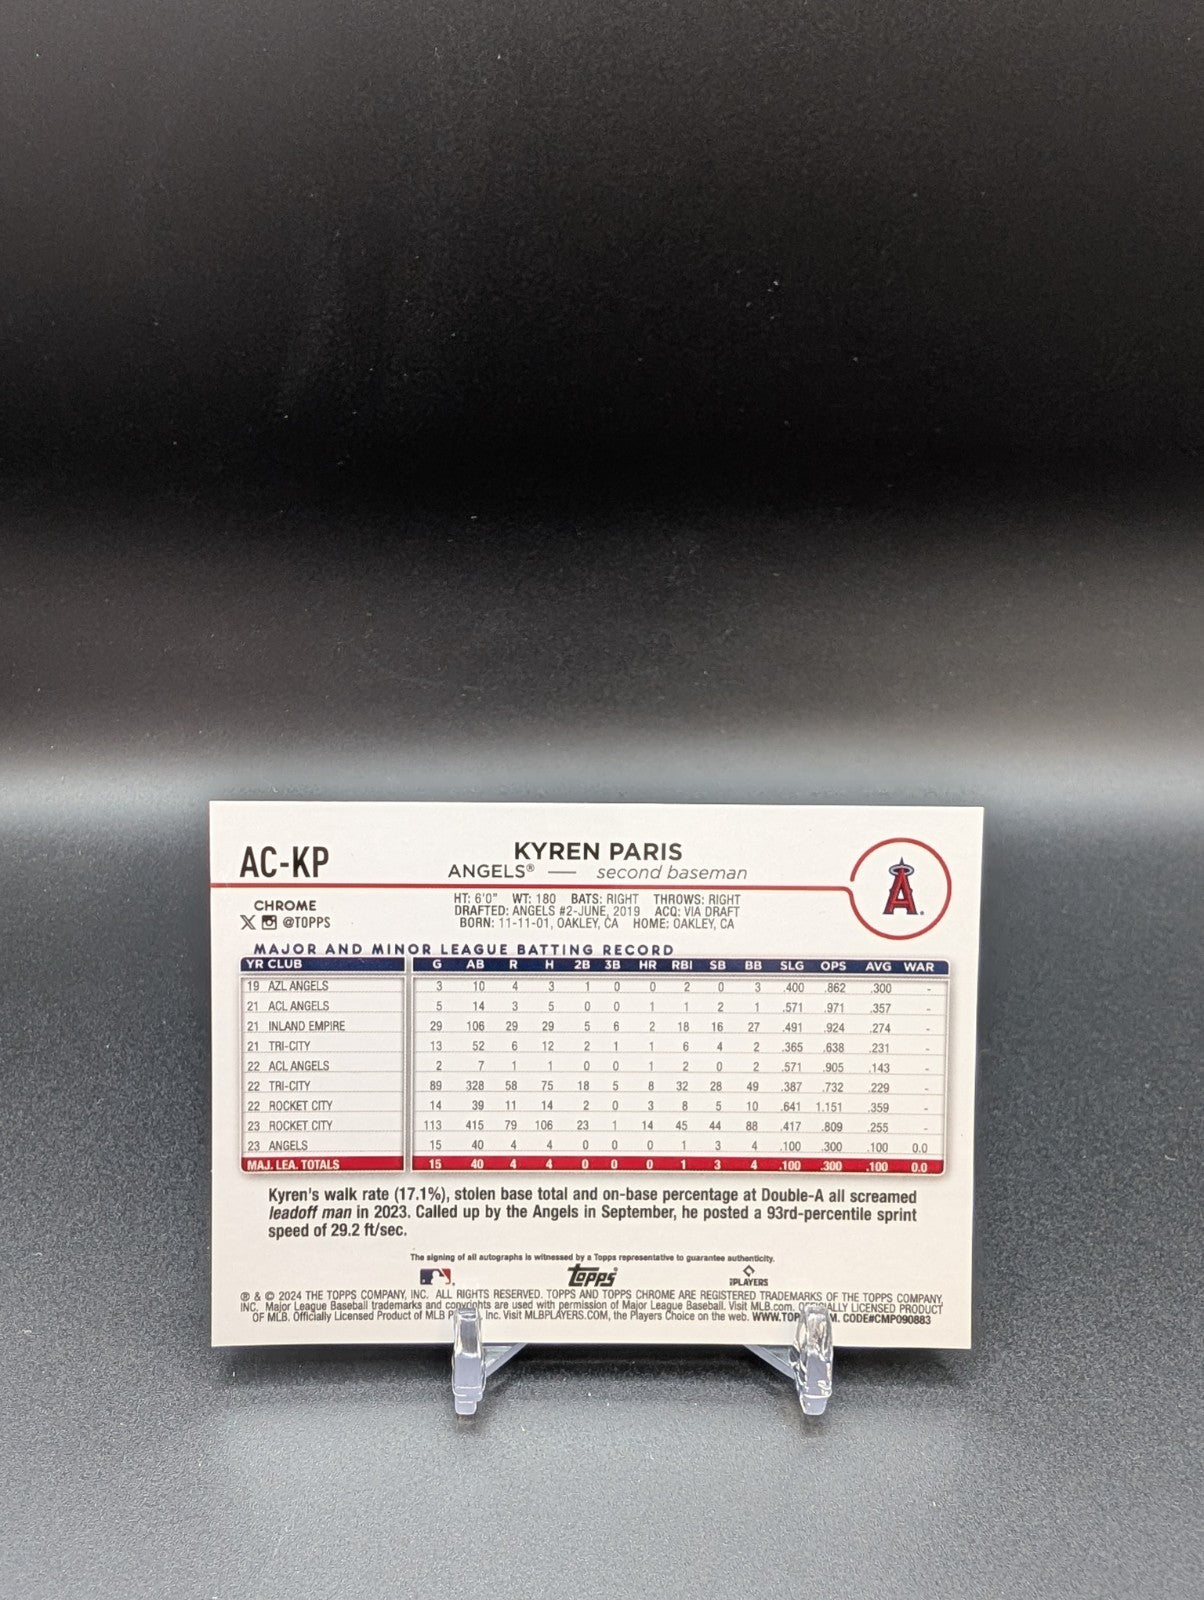 AC-KP
KYREN PARIS
ANGELS® — second baseman
A
CHROME
X @TOPPS
HT: 6'0" WT: 180 BATS: RIGHT THROWS: RIGHT
DRAFTED: ANGELS #2-JUNE, 2019 ACQ: VIA DRAFT
BORN: 11-11-01, OAKLEY, CA HOME: OAKLEY, CA
MAJOR AND MINOR LEAGUE BATTING RECORD
YR CLUB G AB R H 2B 3B HR RBI SB BB SLG OPS AVG WAR
19 AZL ANGELS 3 10 4 3 1 0 0 2 0 3 .400 .862 .300 -
21 ACL ANGELS 5 14 3 5 0 0 1 1 2 1 .571 .971 .357 -
21 INLAND EMPIRE 29 106 29 29 5 6 2 18 16 27 .491 .924 .274 -
21 TRI-CITY 13 52 6 12 2 1 1 6 4 2 .365 .638 .231 -
22 ACL ANGELS 2 7 1 1 0 0 1 2 0 2 .571 .905 .143 -
22 TRI-CITY 89 328 58 75 18 5 8 32 28 49 .387 .732 .229 -
22 ROCKET CITY 14 39 11 14 2 0 3 8 5 10 .641 1.151 .359 -
23 ROCKET CITY 113 415 79 106 23 1 14 45 44 88 .417 .809 .255 -
23 ANGELS 15 40 4 4 0 0 0 1 3 4 .100 .300 .100 0.0
MAJ. LEA. TOTALS 15 40 4 4 0 0 0 1 3 4 .100 .300 .100 0.0
Kyren's walk rate (17.1%), stolen base total and on-base percentage at Double-A all screamed
leadoff man in 2023. Called up by the Angels in September, he posted a 93rd-percentile sprint
speed of 29.2 ft/sec.
The signing of all autographs is witnessed by a Topps representative to guarantee authenticity.
Topps
PLAYERS
® & © 2024 THE TOPPS COMPANY, INC. ALL RIGHTS RESERVED. TOPPS AND TOPPS CHROME ARE REGISTERED TRADEMARKS OF THE TOPPS COMPANY,
INC. Major League Baseball trademarks and copyrights are used with permission of Major League Baseball. Visit MLB.com. OFFICIALLY LICENSED PRODUCT
OF MLB. Officially Licensed Product of MLB Inc. Visit MLBPLAYERS.COM, the Players Choice on the web. CODE#CMP090883